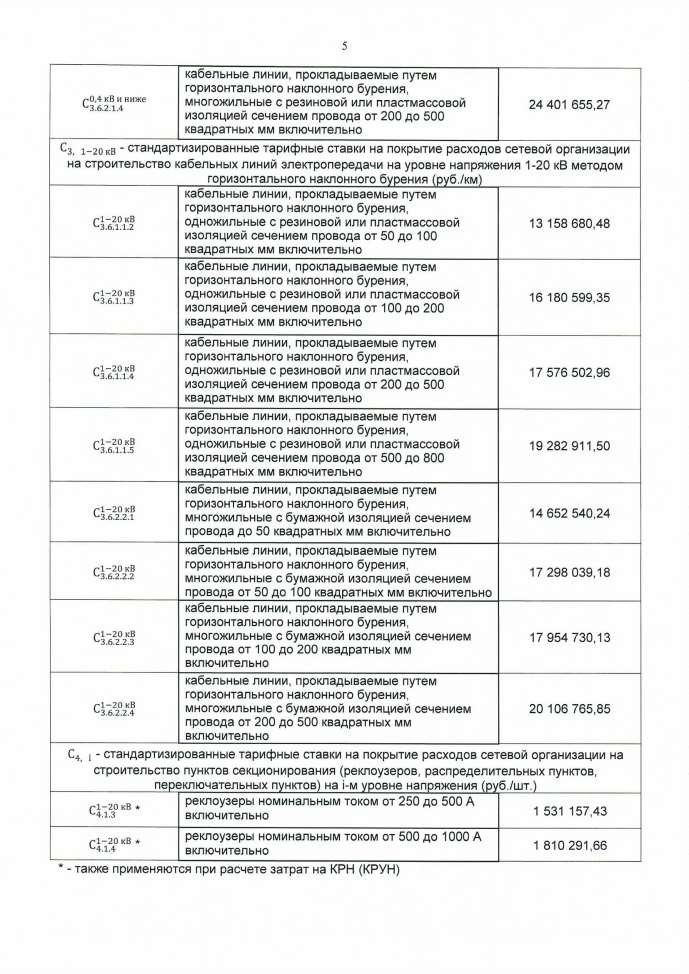 5
кабельные линии, прокладываемые путем
горизонтального наклонного бурения,
многожильные с резиновой или пластмассовой
изоляцией сечением провода от 200 до 500
квадратных мм включительно
C 0,4 кВ и ниже 3.6.2.1.4
24 401 655,27
C3, 1−20 кВ - стандартизированные тарифные ставки на покрытие расходов сетевой организации
на строительство кабельных линий электропередачи на уровне напряжения 1-20 кВ методом
горизонтального наклонного бурения (руб./км)
C 1−20 кВ 3.6.1.1.2
кабельные линии, прокладываемые путем
горизонтального наклонного бурения,
одножильные с резиновой или пластмассовой
изоляцией сечением провода от 50 до 100
квадратных мм включительно
13 158 680,48
C 1−20 кВ 3.6.1.1.3
кабельные линии, прокладываемые путем
горизонтального наклонного бурения,
одножильные с резиновой или пластмассовой
изоляцией сечением провода от 100 до 200
квадратных мм включительно
16 180 599,35
C 1−20 кВ 3.6.1.1.4
кабельные линии, прокладываемые путем
горизонтального наклонного бурения,
одножильные с резиновой или пластмассовой
изоляцией сечением провода от 200 до 500
квадратных мм включительно
17 576 502,96
C 1−20 кВ 3.6.1.1.5
кабельные линии, прокладываемые путем
горизонтального наклонного бурения,
одножильные с резиновой или пластмассовой
изоляцией сечением провода от 500 до 800
квадратных мм включительно
19 282 911,50
C 1−20 кВ 3.6.2.2.1
кабельные линии, прокладываемые путем
горизонтального наклонного бурения,
многожильные с бумажной изоляцией сечением
провода до 50 квадратных мм включительно
14 652 540,24
C 1−20 кВ 3.6.2.2.2
кабельные линии, прокладываемые путем
горизонтального наклонного бурения,
многожильные с бумажной изоляцией сечением
провода от 50 до 100 квадратных мм включительно
17 298 039,18
C 1−20 кВ 3.6.2.2.3
кабельные линии, прокладываемые путем
горизонтального наклонного бурения,
многожильные с бумажной изоляцией сечением
провода от 100 до 200 квадратных мм
включительно
17 954 730,13
C 1−20 кВ 3.6.2.2.4
кабельные линии, прокладываемые путем
горизонтального наклонного бурения,
многожильные с бумажной изоляцией сечением
провода от 200 до 500 квадратных мм
включительно
20 106 765,85
C4, i - стандартизированные тарифные ставки на покрытие расходов сетевой организации на
строительство пунктов секционирования (реклоузеров, распределительных пунктов,
переключательных пунктов) на i-м уровне напряжения (руб./шт.)
C 1−20 кВ 4.1.3 *
реклоузеры номинальным током от 250 до 500 А
включительно
1 531 157,43
C 1−20 кВ 4.1.4 *
реклоузеры номинальным током от 500 до 1000 А
включительно
1 810 291,66
* - также применяются при расчете затрат на КРН (КРУН)